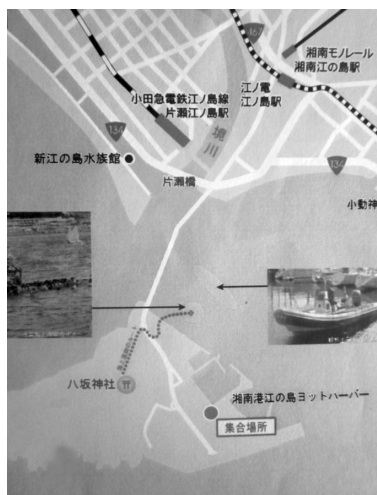 467
湘南モノレール
湘南江の島駅
小田急電鉄江ノ島線
片瀬江ノ島駅
江ノ電
江ノ島駅
134
境川
134
新江の島水族館
片瀬橋
小動神
八坂神社
湘南港江の島ヨットハーバー
集合場所